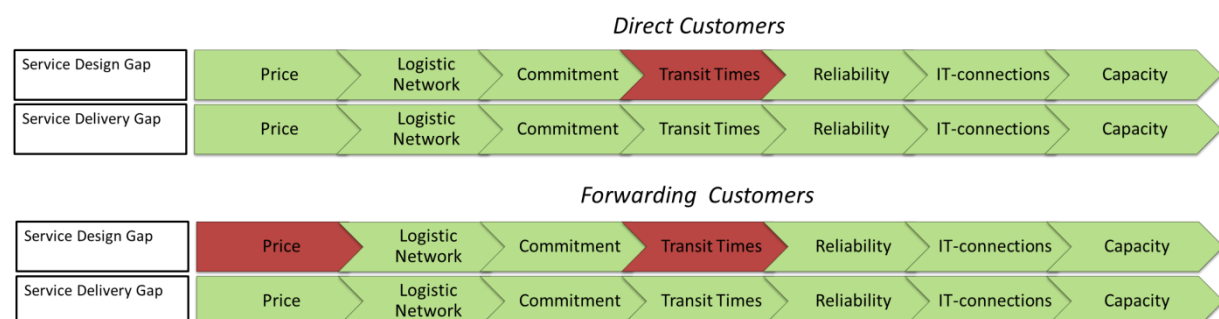 Direct Customers
Service Design Gap
Price
Logistic
Network
Commitment
Transit Times
Reliability
IT-connections
Capacity
Service Delivery Gap
Price
Logistic
Network
Commitment
Transit Times
Reliability
IT-connections
Capacity
Forwarding Customers
Service Design Gap
Price
Logistic
Network
Commitment
Transit Times
Reliability
IT-connections
Capacity
Service Delivery Gap
Price
Logistic
Network
Commitment
Transit Times
Reliability
IT-connections
Capacity